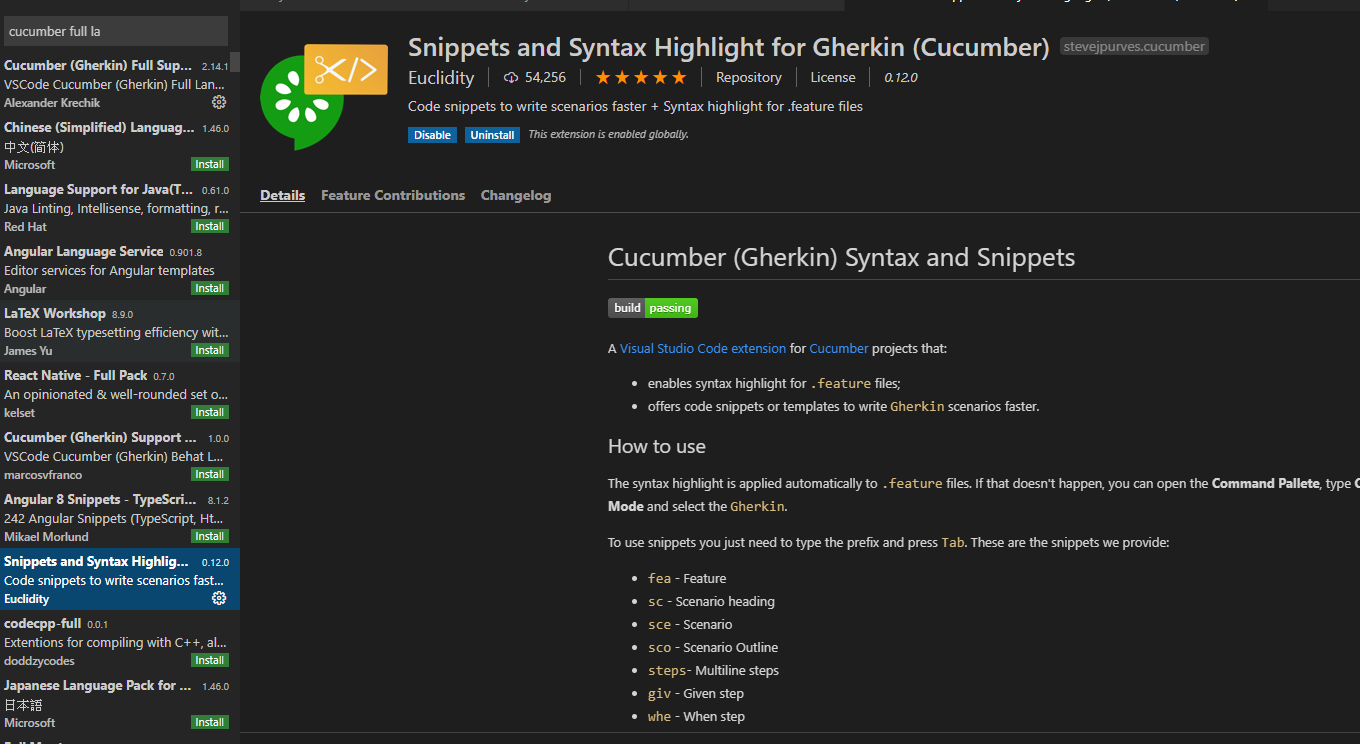 cucumber full la
Cucumber (Gherkin) Full Sup... 2.14.1
VSCode Cucumber (Gherkin) Full Lan...
Alexander Krechik
Chinese (Simplified) Languag... 1.46.0
中文(简体)
Microsoft Install
Language Support for Java(T... 0.61.0
Java Linting, Intellisense, formatting, r...
Red Hat Install
Angular Language Service 0.901.8
Editor services for Angular templates
Angular Install
LaTeX Workshop 8.9.0
Boost LaTeX typesetting efficiency wit...
James Yu Install
React Native - Full Pack 0.7.0
An opinionated & well-rounded set o...
kelset Install
Cucumber (Gherkin) Support ... 1.0.0
VSCode Cucumber (Gherkin) Behat L...
marcosvfranco Install
Angular 8 Snippets - TypeScri... 8.1.2
242 Angular Snippets (TypeScript, Ht...
Mikael Morlund Install
Snippets and Syntax Highlig... 0.12.0
Code snippets to write scenarios fast...
Euclidity
codecpp-full 0.0.1
Extentions for compiling with C++, al...
doddzycodes Install
Japanese Language Pack for ... 1.46.0
日本語
Microsoft Install
Snippets and Syntax Highlight for Gherkin (Cucumber) stevejpurves.cucumber
Euclidity 54,256 Repository License 0.12.0
Code snippets to write scenarios faster + Syntax highlight for .feature files
Disable Uninstall This extension is enabled globally.
Details Feature Contributions Changelog
Cucumber (Gherkin) Syntax and Snippets
build passing
A Visual Studio Code extension for Cucumber projects that:
• enables syntax highlight for .feature files;
• offers code snippets or templates to write Gherkin scenarios faster.
How to use
The syntax highlight is applied automatically to .feature files. If that doesn't happen, you can open the Command Pallete, type
Mode and select the Gherkin.
To use snippets you just need to type the prefix and press Tab. These are the snippets we provide:
• fea - Feature
• sc - Scenario heading
• sce - Scenario
• sco - Scenario Outline
• steps- Multiline steps
• giv - Given step
• whe - When step